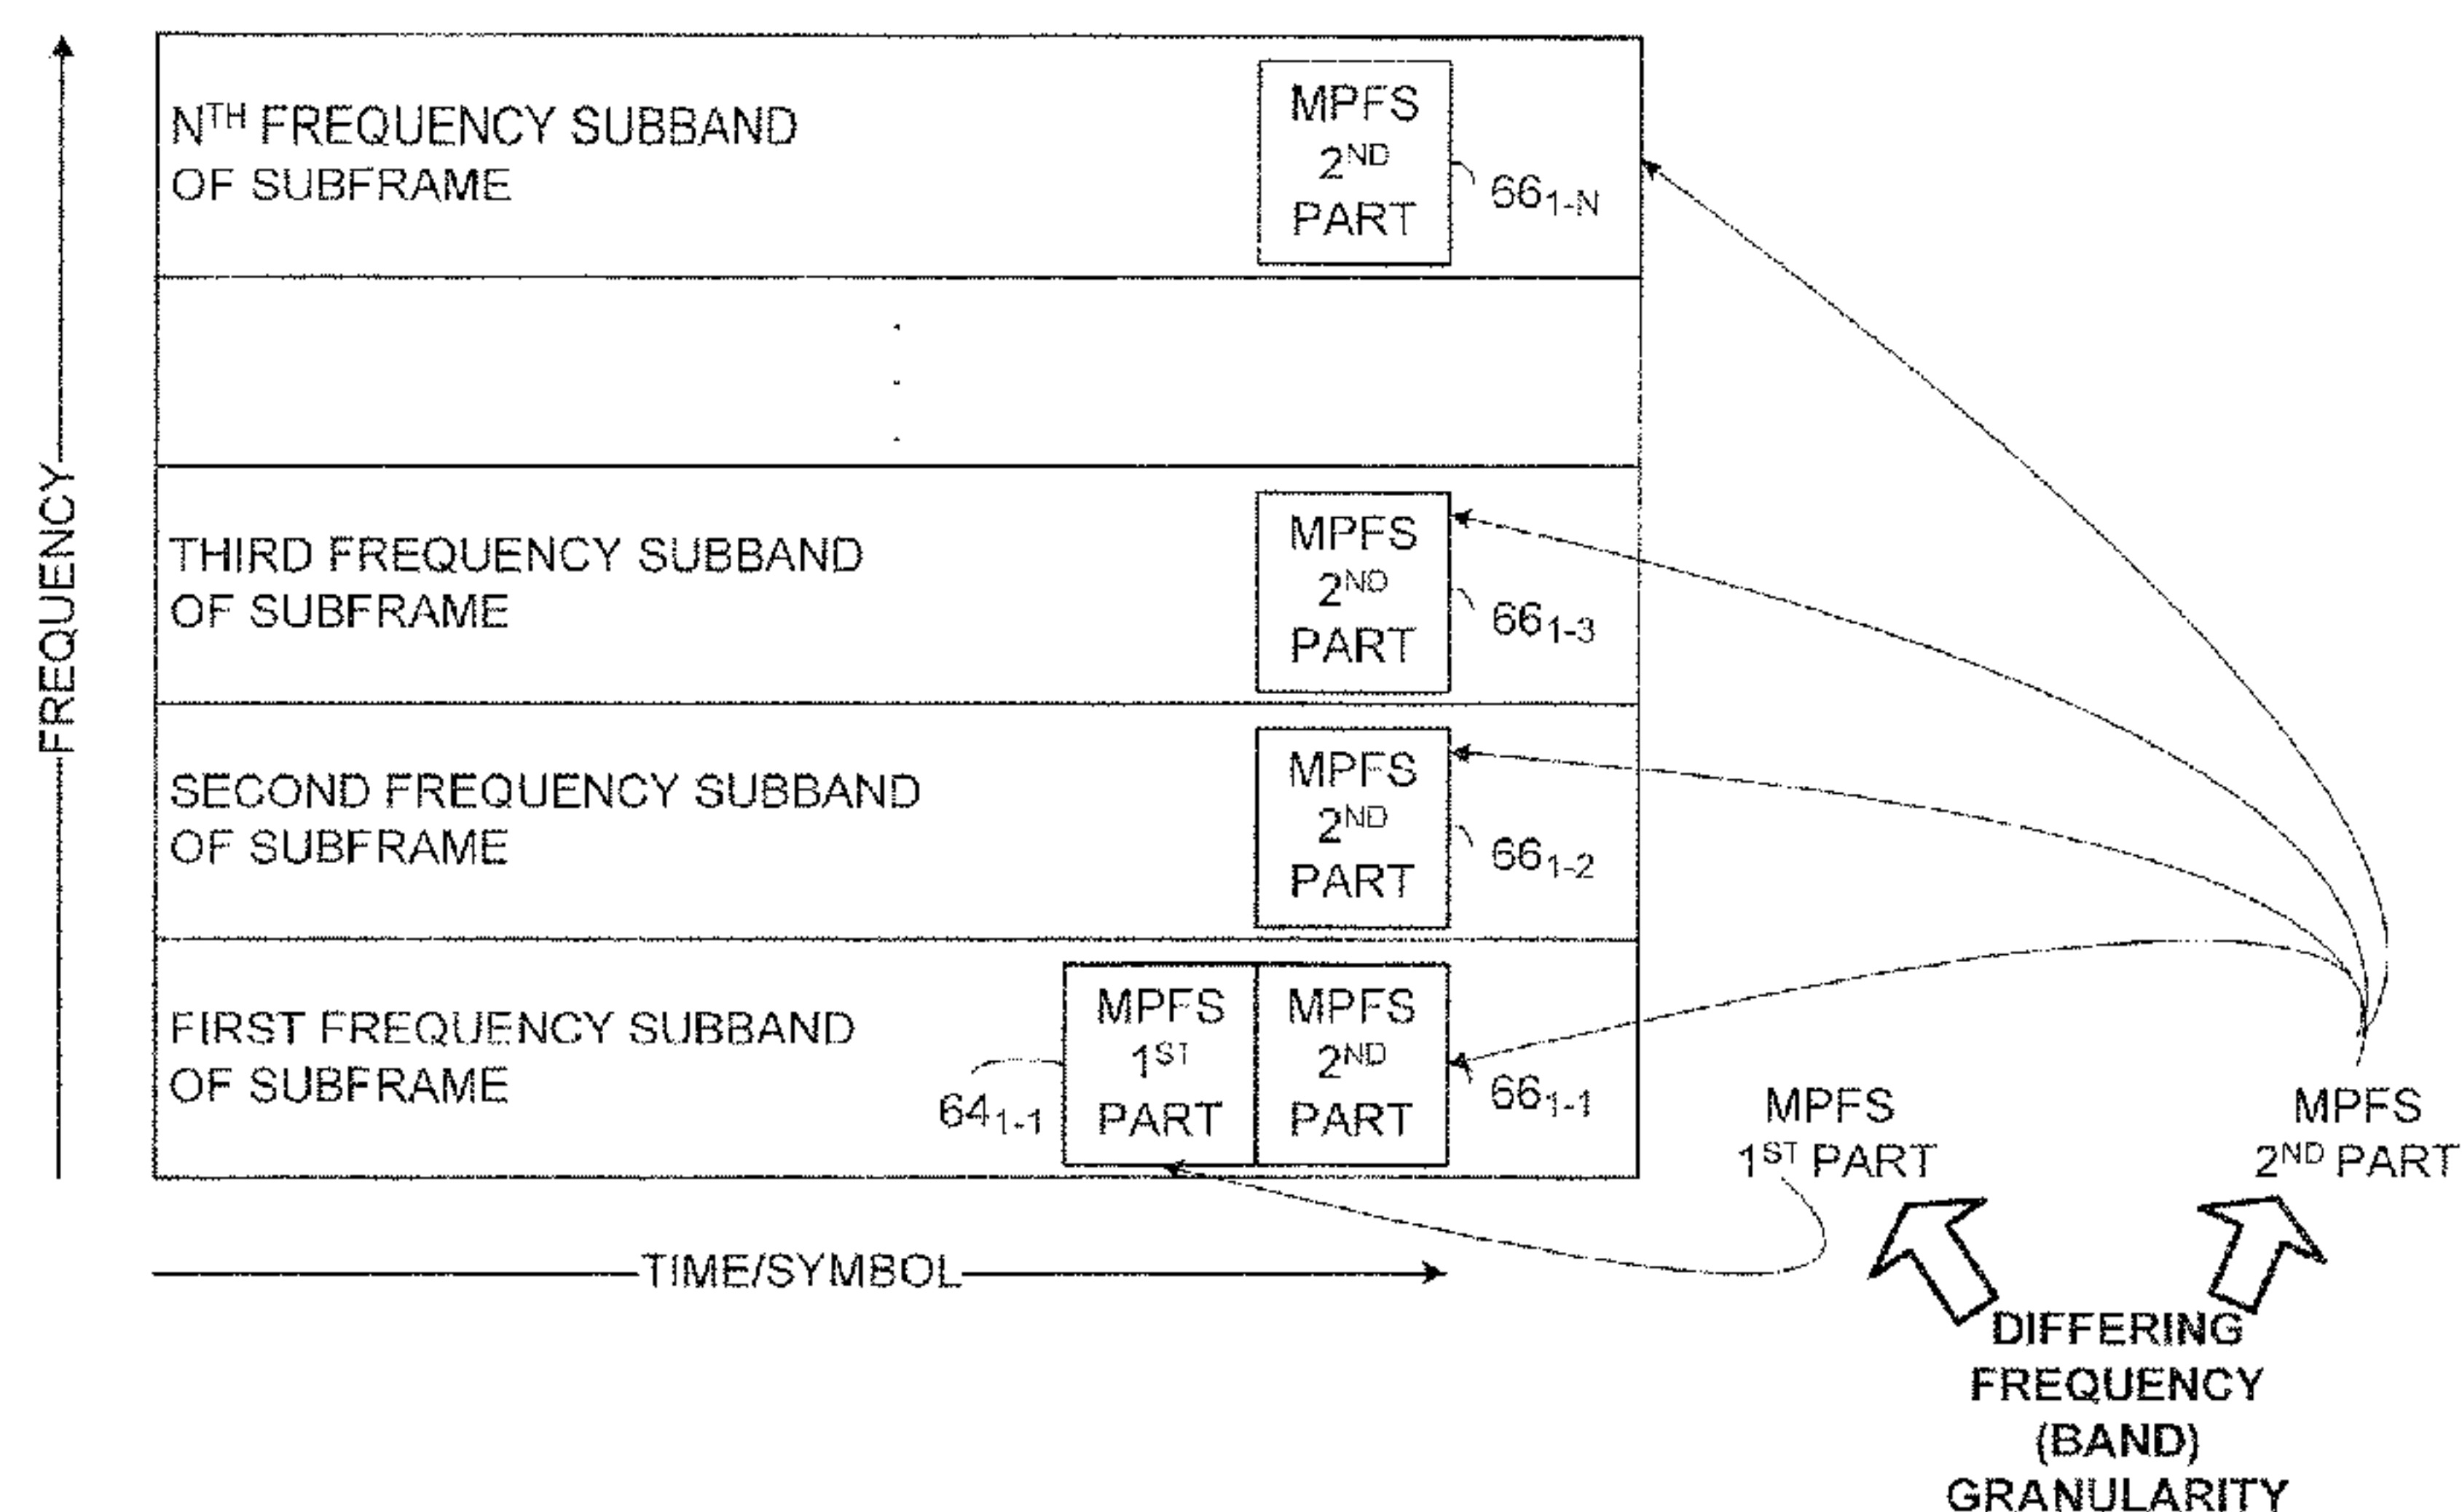 FREQUENCY
Nᵀᴴ FREQUENCY SUBBAND
OF SUBFRAME
MPFS
2ᴺᴰ
PART
66₁₋N
.
.
.
THIRD FREQUENCY SUBBAND
OF SUBFRAME
MPFS
2ᴺᴰ
PART
66₁₋₃
SECOND FREQUENCY SUBBAND
OF SUBFRAME
MPFS
2ᴺᴰ
PART
66₁₋₂
FIRST FREQUENCY SUBBAND
OF SUBFRAME
64₁₋₁
MPFS
1ˢᵀ
PART
MPFS
2ᴺᴰ
PART
66₁₋₁
MPFS
1ˢᵀ PART
MPFS
2ᴺᴰ PART
TIME/SYMBOL
DIFFERING
FREQUENCY
(BAND)
GRANULARITY